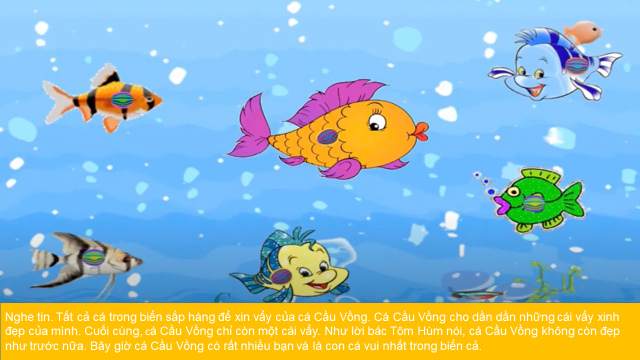 Nghe tin. Tất cả cá trong biển sắp hàng để xin vẩy của cá Cầu Vồng. Cá Cầu Vồng cho dần dần những cái vẩy xinh
đẹp của mình. Cuối cùng, cá Cầu Vồng chỉ còn một cái vẩy. Như lời bác Tôm Hùm nói, cá Cầu Vồng không còn đẹp
như trước nữa. Bây giờ cá Cầu Vồng có rất nhiều bạn và là con cá vui nhất trong biển cả.